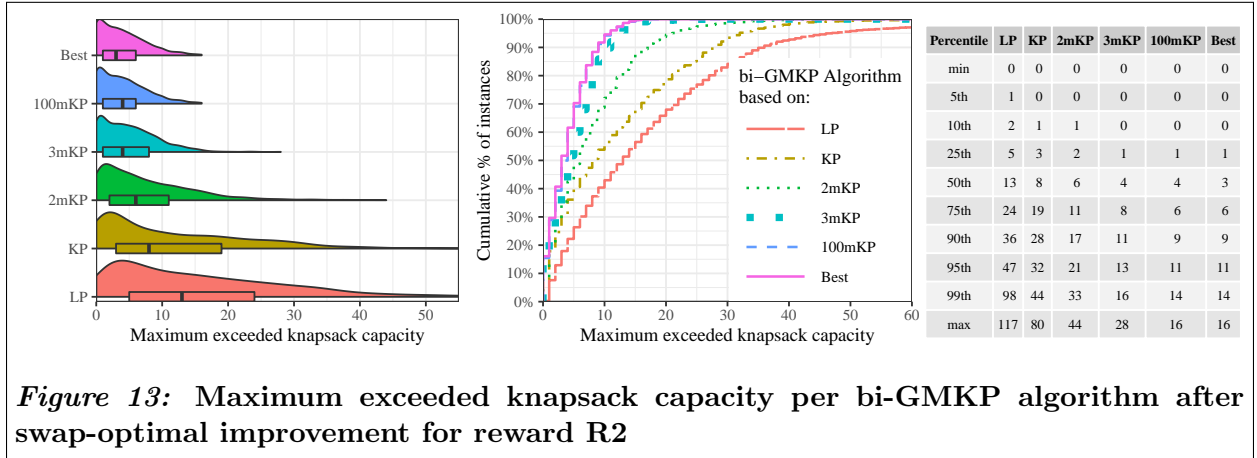 Best
100mKP
3mKP
2mKP
KP
LP
0 10 20 30 40 50
Maximum exceeded knapsack capacity
Cumulative % of instances
100%
90%
80%
70%
60%
50%
40%
30%
20%
10%
0%
0 10 20 30 40 50 60
Maximum exceeded knapsack capacity
bi−GMKP Algorithm
based on:
LP
KP
2mKP
3mKP
100mKP
Best
Percentile LP KP 2mKP 3mKP 100mKP Best
min 0 0 0 0 0 0
5th 1 0 0 0 0 0
10th 2 1 1 0 0 0
25th 5 3 2 1 1 1
50th 13 8 6 4 4 3
75th 24 19 11 8 6 6
90th 36 28 17 11 9 9
95th 47 32 21 13 11 11
99th 98 44 33 16 14 14
max 117 80 44 28 16 16
Figure 13: Maximum exceeded knapsack capacity per bi-GMKP algorithm after
swap-optimal improvement for reward R2